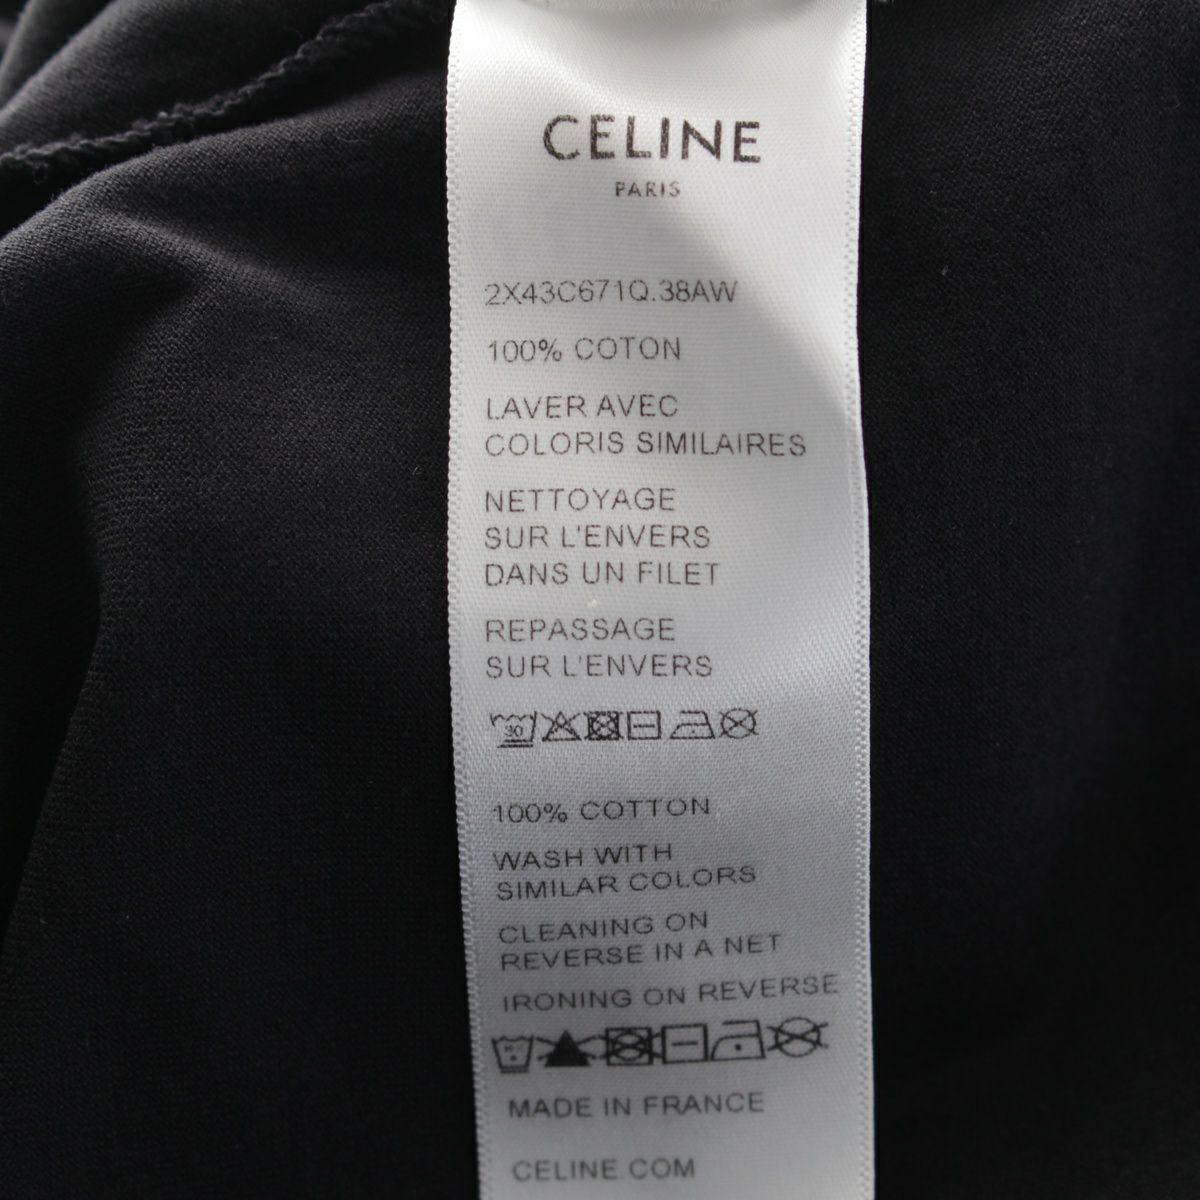 CELINE
PARIS
2X43C671Q.38AW
100% COTON
LAVER AVEC
COLORIS SIMILAIRES
NETTOYAGE
SUR L'ENVERS
DANS UN FILET
REPASSAGE
SUR L'ENVERS
30
100% COTTON
WASH WITH
SIMILAR COLORS
CLEANING ON
REVERSE IN A NET
IRONING ON REVERSE
MADE IN FRANCE
CELINE.COM